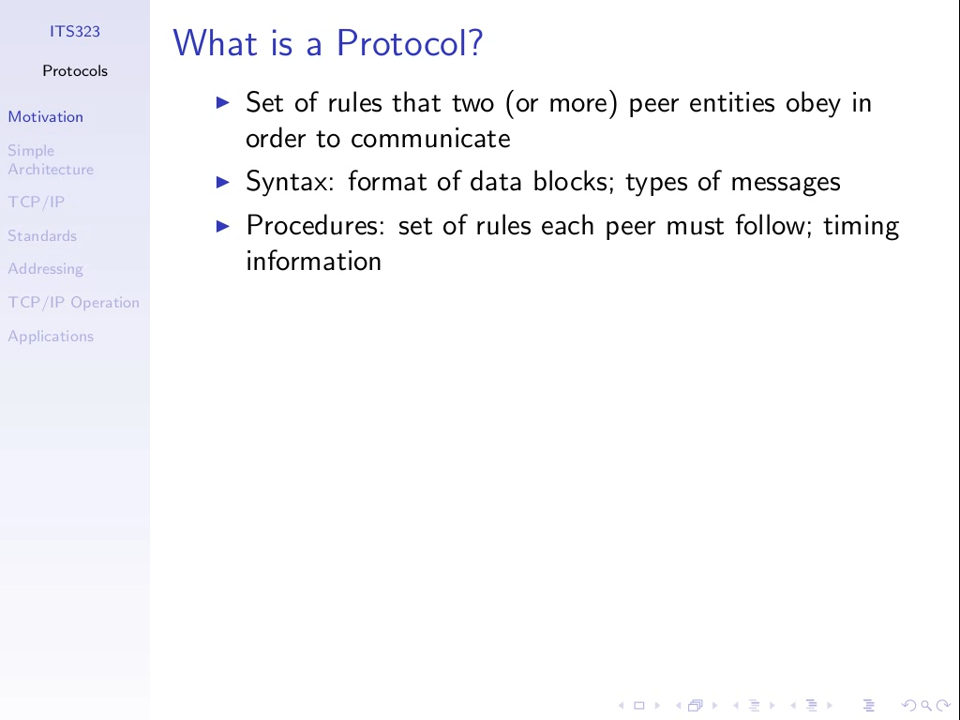 ITS323
Protocols
Motivation
Simple
Architecture
TCP/IP
Standards
Addressing
TCP/IP Operation
Applications
What is a Protocol?
Set of rules that two (or more) peer entities obey in
order to communicate
Syntax: format of data blocks; types of messages
Procedures: set of rules each peer must follow; timing
information